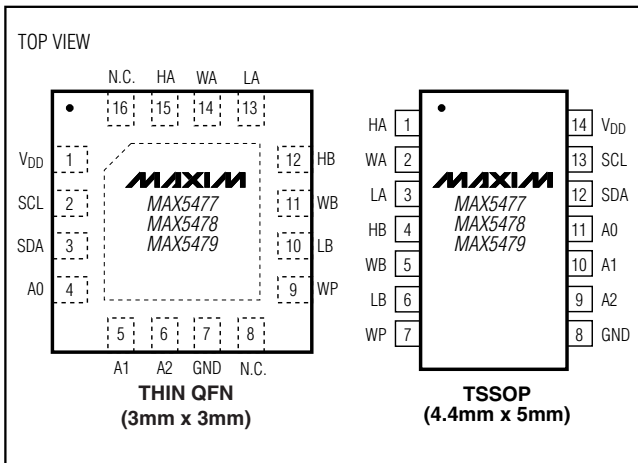 TOP VIEW
N.C. HA WA LA
16 15 14 13
VDD 1
SCL 2
SDA 3
A0 4
MAXIM
MAX5477
MAX5478
MAX5479
12 HB
11 WB
10 LB
9 WP
5 6 7 8
A1 A2 GND N.C.
THIN QFN
(3mm x 3mm)
HA 1
WA 2
LA 3
HB 4
WB 5
LB 6
WP 7
MAXIM
MAX5477
MAX5478
MAX5479
14 VDD
13 SCL
12 SDA
11 A0
10 A1
9 A2
8 GND
TSSOP
(4.4mm x 5mm)